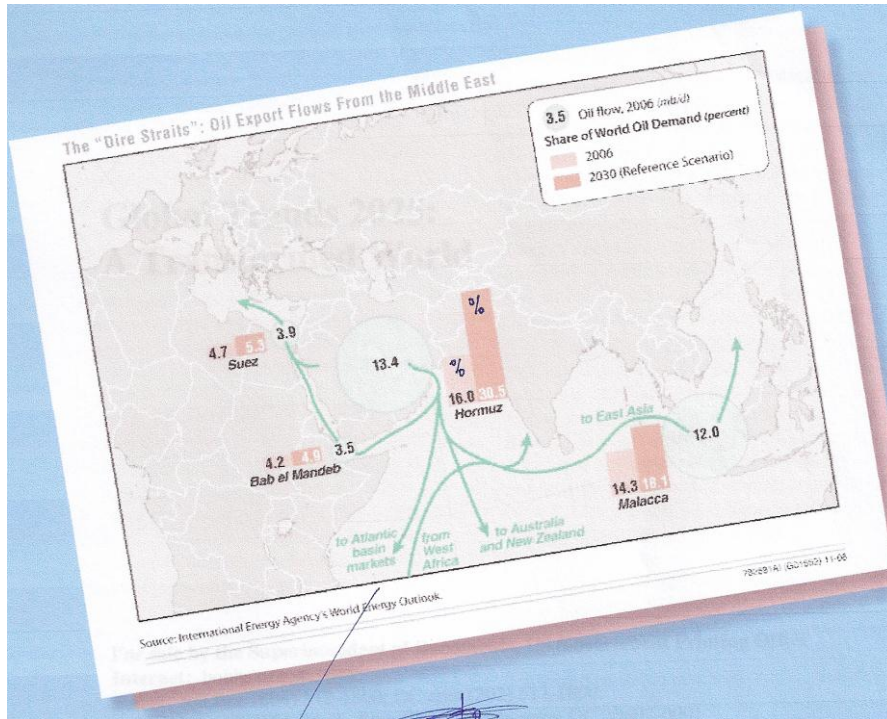 The "Dire Straits": Oil Export Flows From the Middle East
3.5 Oil flow, 2006 (mb/d)
Share of World Oil Demand (percent)
2006
2030 (Reference Scenario)
3.9
4.7 5.3
Suez
13.4
%
%
16.0 30.5
Hormuz
3.5
4.2 4.9
Bab el Mandeb
to East Asia
12.0
14.3 18.1
Malacca
to Atlantic
basin
markets
from
West
Africa
to Australia
and New Zealand
Source: International Energy Agency's World Energy Outlook.